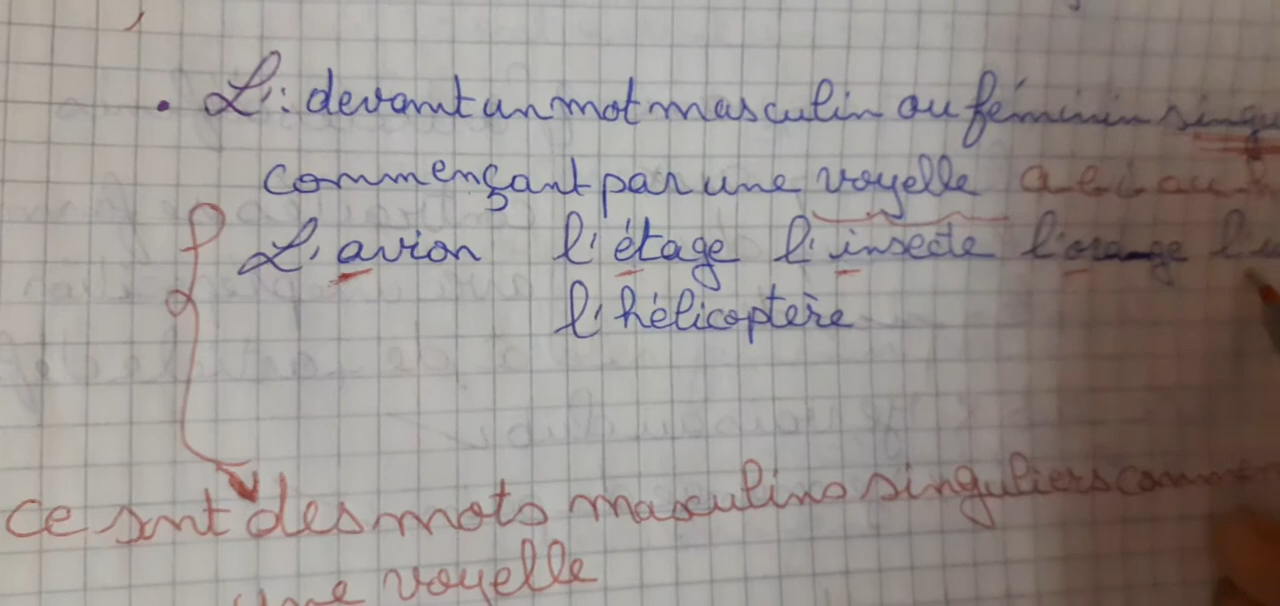 . L': devant un mot masculin ou féminin
commençant par une voyelle a e i o u
L'avion l'étage l'insecte l'orange
l'hélicoptère
ce sont des mots masculins singuliers
une voyelle